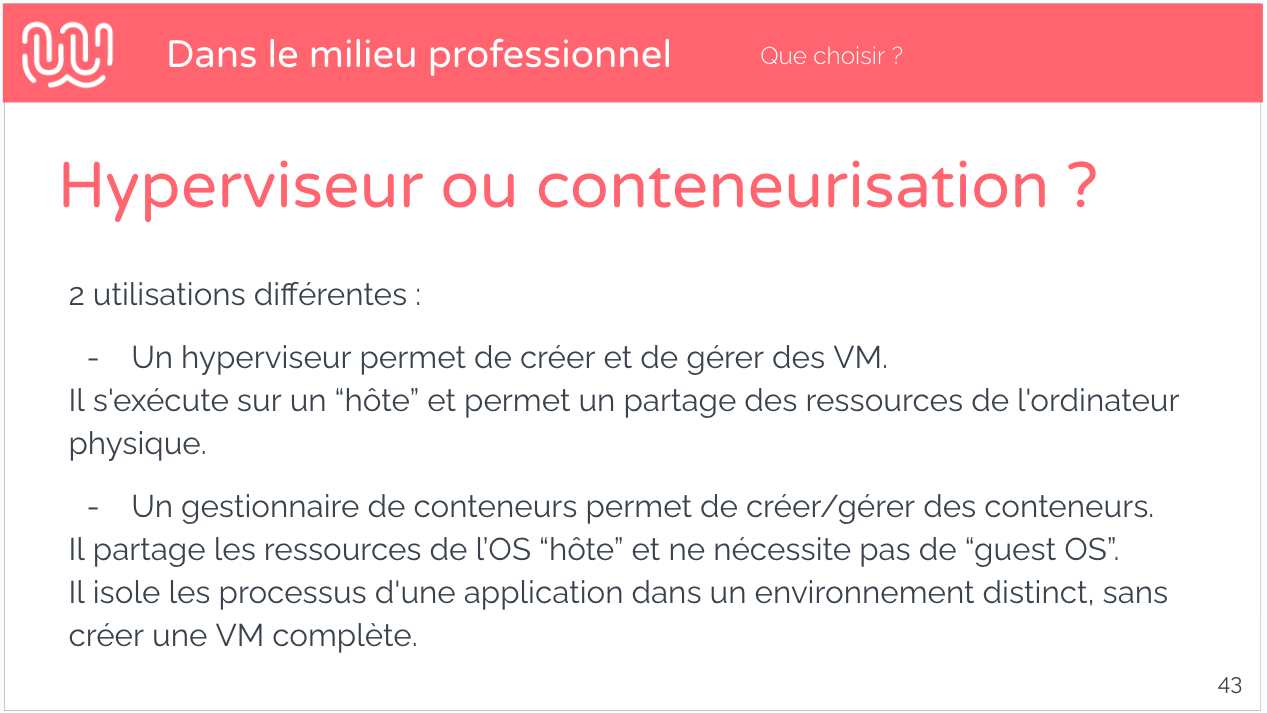 Dans le milieu professionnel
Que choisir ?
Hyperviseur ou conteneurisation ?
2 utilisations différentes :
- Un hyperviseur permet de créer et de gérer des VM.
Il s'exécute sur un “hôte” et permet un partage des ressources de l'ordinateur
physique.
- Un gestionnaire de conteneurs permet de créer/gérer des conteneurs.
Il partage les ressources de l’OS “hôte” et ne nécessite pas de “guest OS”.
Il isole les processus d'une application dans un environnement distinct, sans
créer une VM complète.
43